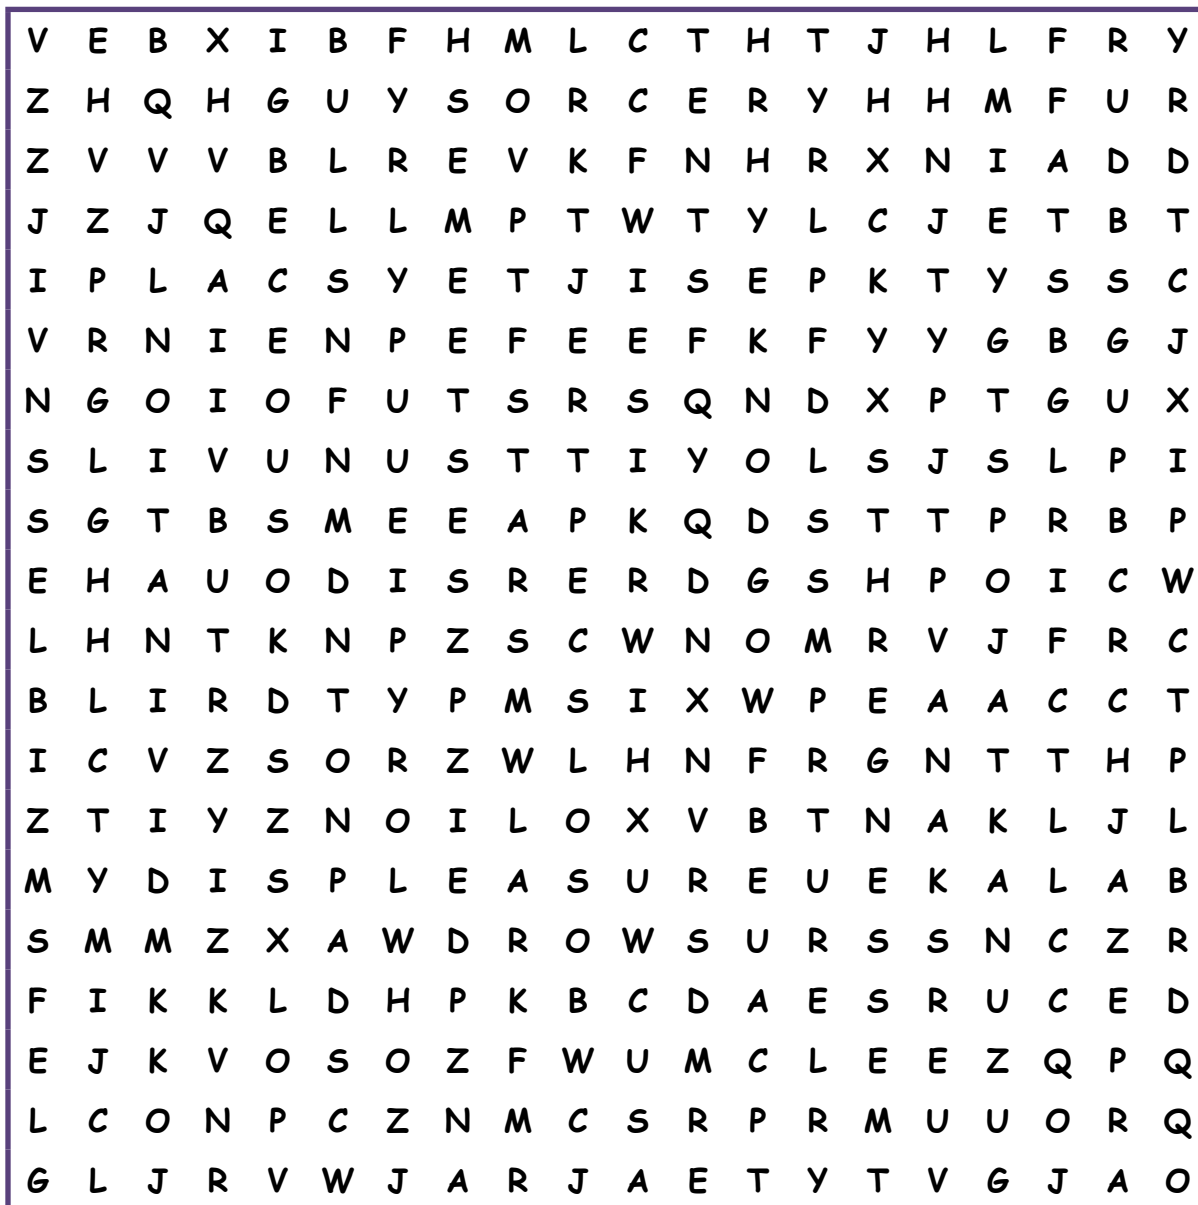 V E B X I B F H M L C T H T J H L F R Y
Z H Q H G U Y S O R C E R Y H H M F U R
Z V V V B L R E V K F N H R X N I A D D
J Z J Q E L L M P T W T Y L C J E T B T
I P L A C S Y E T J I S E P K T Y S S C
V R N I E N P E F E E F K F Y Y G B G J
N G O I O F U T S R S Q N D X P T G U X
S L I V U N U S T T I Y O L S J S L P I
S G T B S M E E A P K Q D S T T P R B P
E H A U O D I S R E R D G S H P O I C W
L H N T K N P Z S C W N O M R V J F R C
B L I R D T Y P M S I X W P E A A C C T
I C V Z S O R Z W L H N F R G N T T H P
Z T I Y Z N O I L O X V B T N A K L J L
M Y D I S P L E A S U R E U E K A L A B
S M M Z X A W D R O W S U R S S N C Z R
F I K K L D H P K B C D A E S R U C E D
E J K V O S O Z F W U M C L E E Z Q P Q
L C O N P C Z N M C S R P R M U U O R Q
G L J R V W J A R J A E T Y T V G J A O